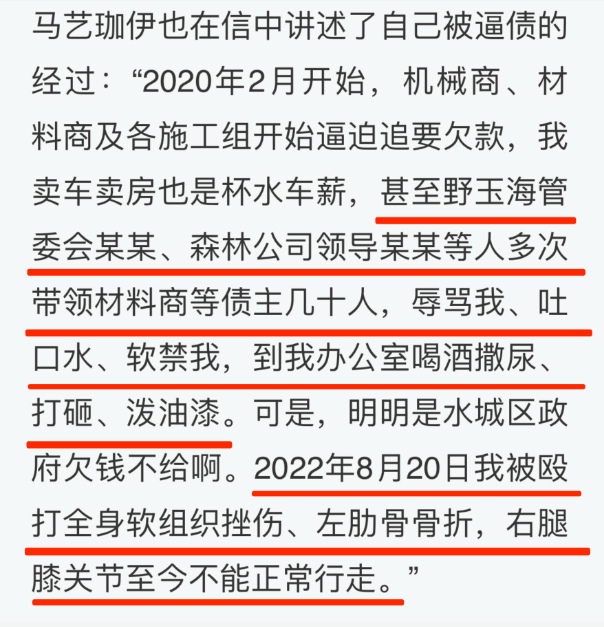 马艺珈伊也在信中讲述了自己被逼债的
经过：“2020年2月开始，机械商、材
料商及各施工组开始逼迫追要欠款，我
卖车卖房也是杯水车薪，甚至野玉海管
委会某某、森林公司领导某某等人多次
带领材料商等债主几十人，辱骂我、吐
口水、软禁我，到我办公室喝酒撒尿、
打砸、泼油漆。可是，明明是水城区政
府欠钱不给啊。2022年8月20日我被殴
打全身软组织挫伤、左肋骨骨折，右腿
膝关节至今不能正常行走。”